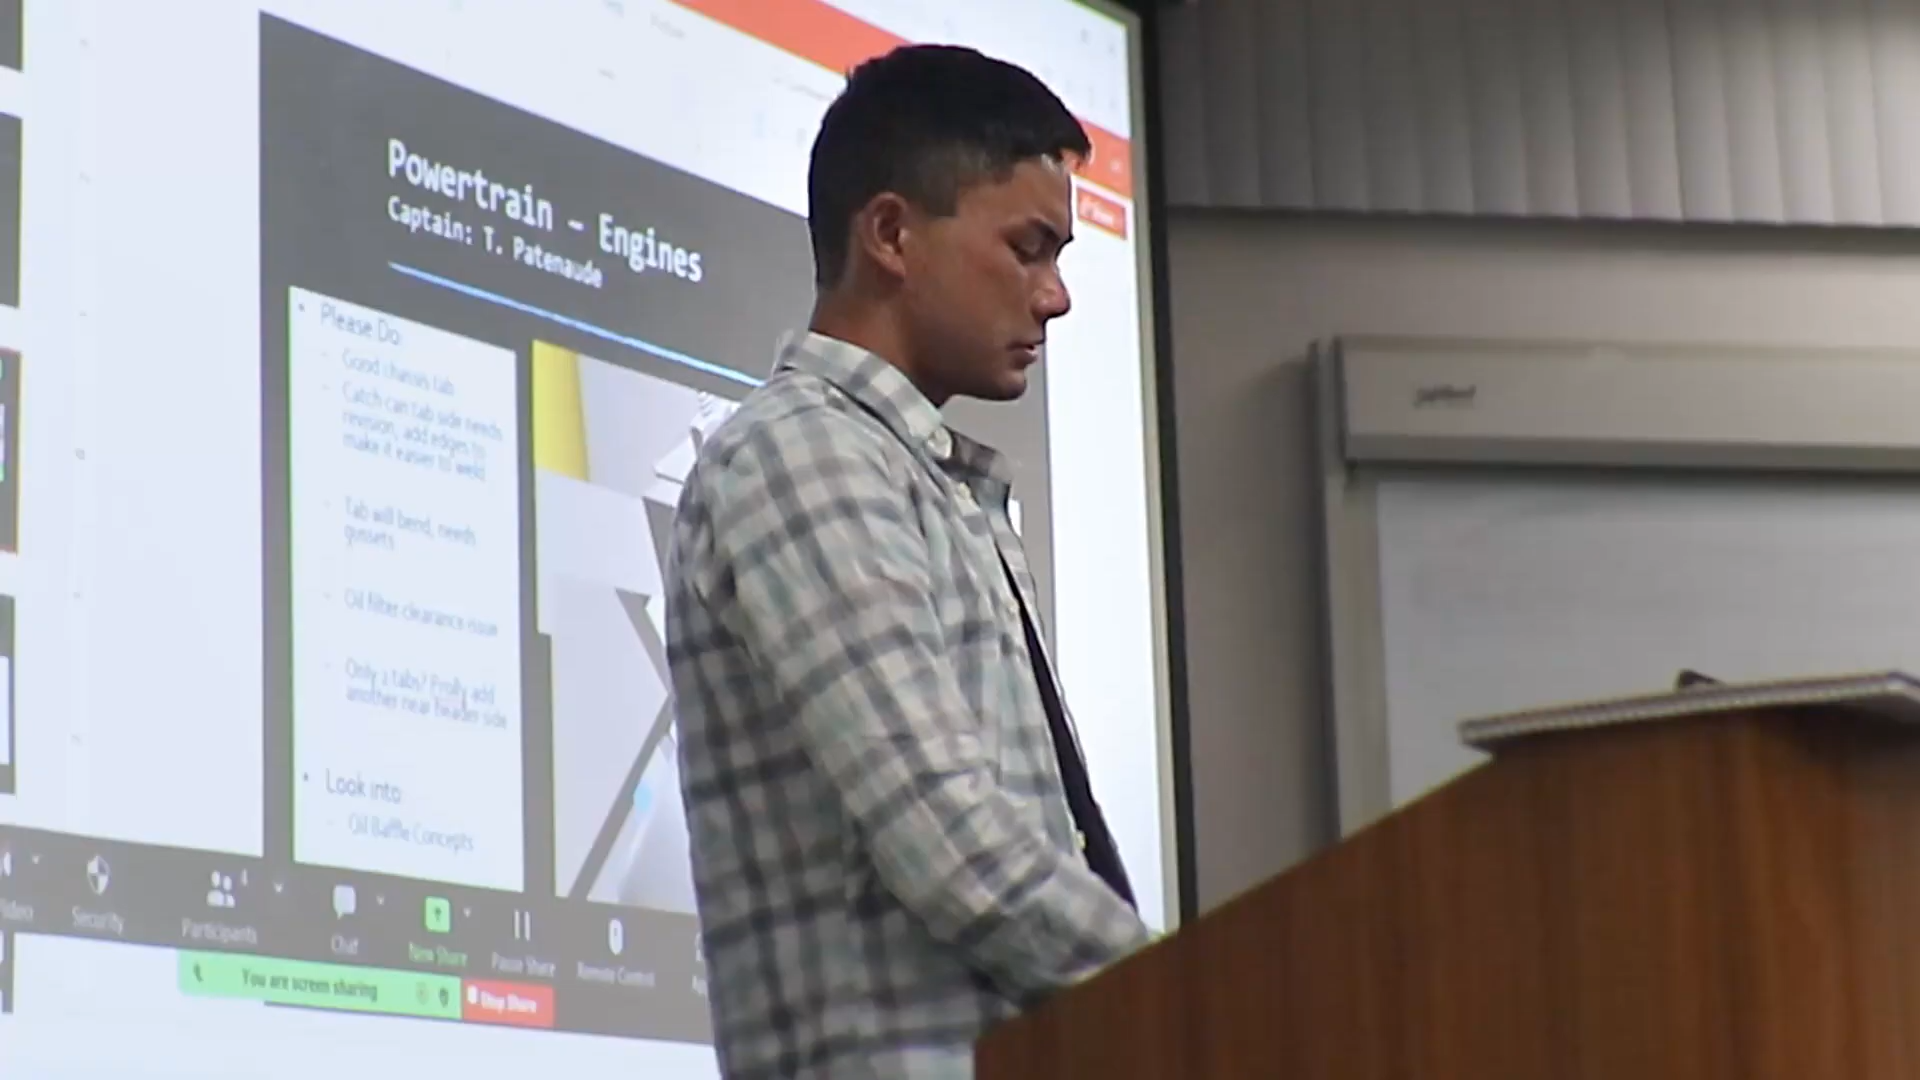 Powertrain – Engines
Captain: T. Patenaude
Please Do:
Good chassis tab
Catch can tab side needs
revision, add edges to
make it easier to weld
Tab will bend, needs
gussets
Oil filter clearance issue
Only 2 tabs? Prolly add
another near header side
Look into:
Oil Baffle Concepts
Video
Security
Participants
4
Chat
New Share
Pause Share
Remote Control
You are screen sharing
Stop Share
Share